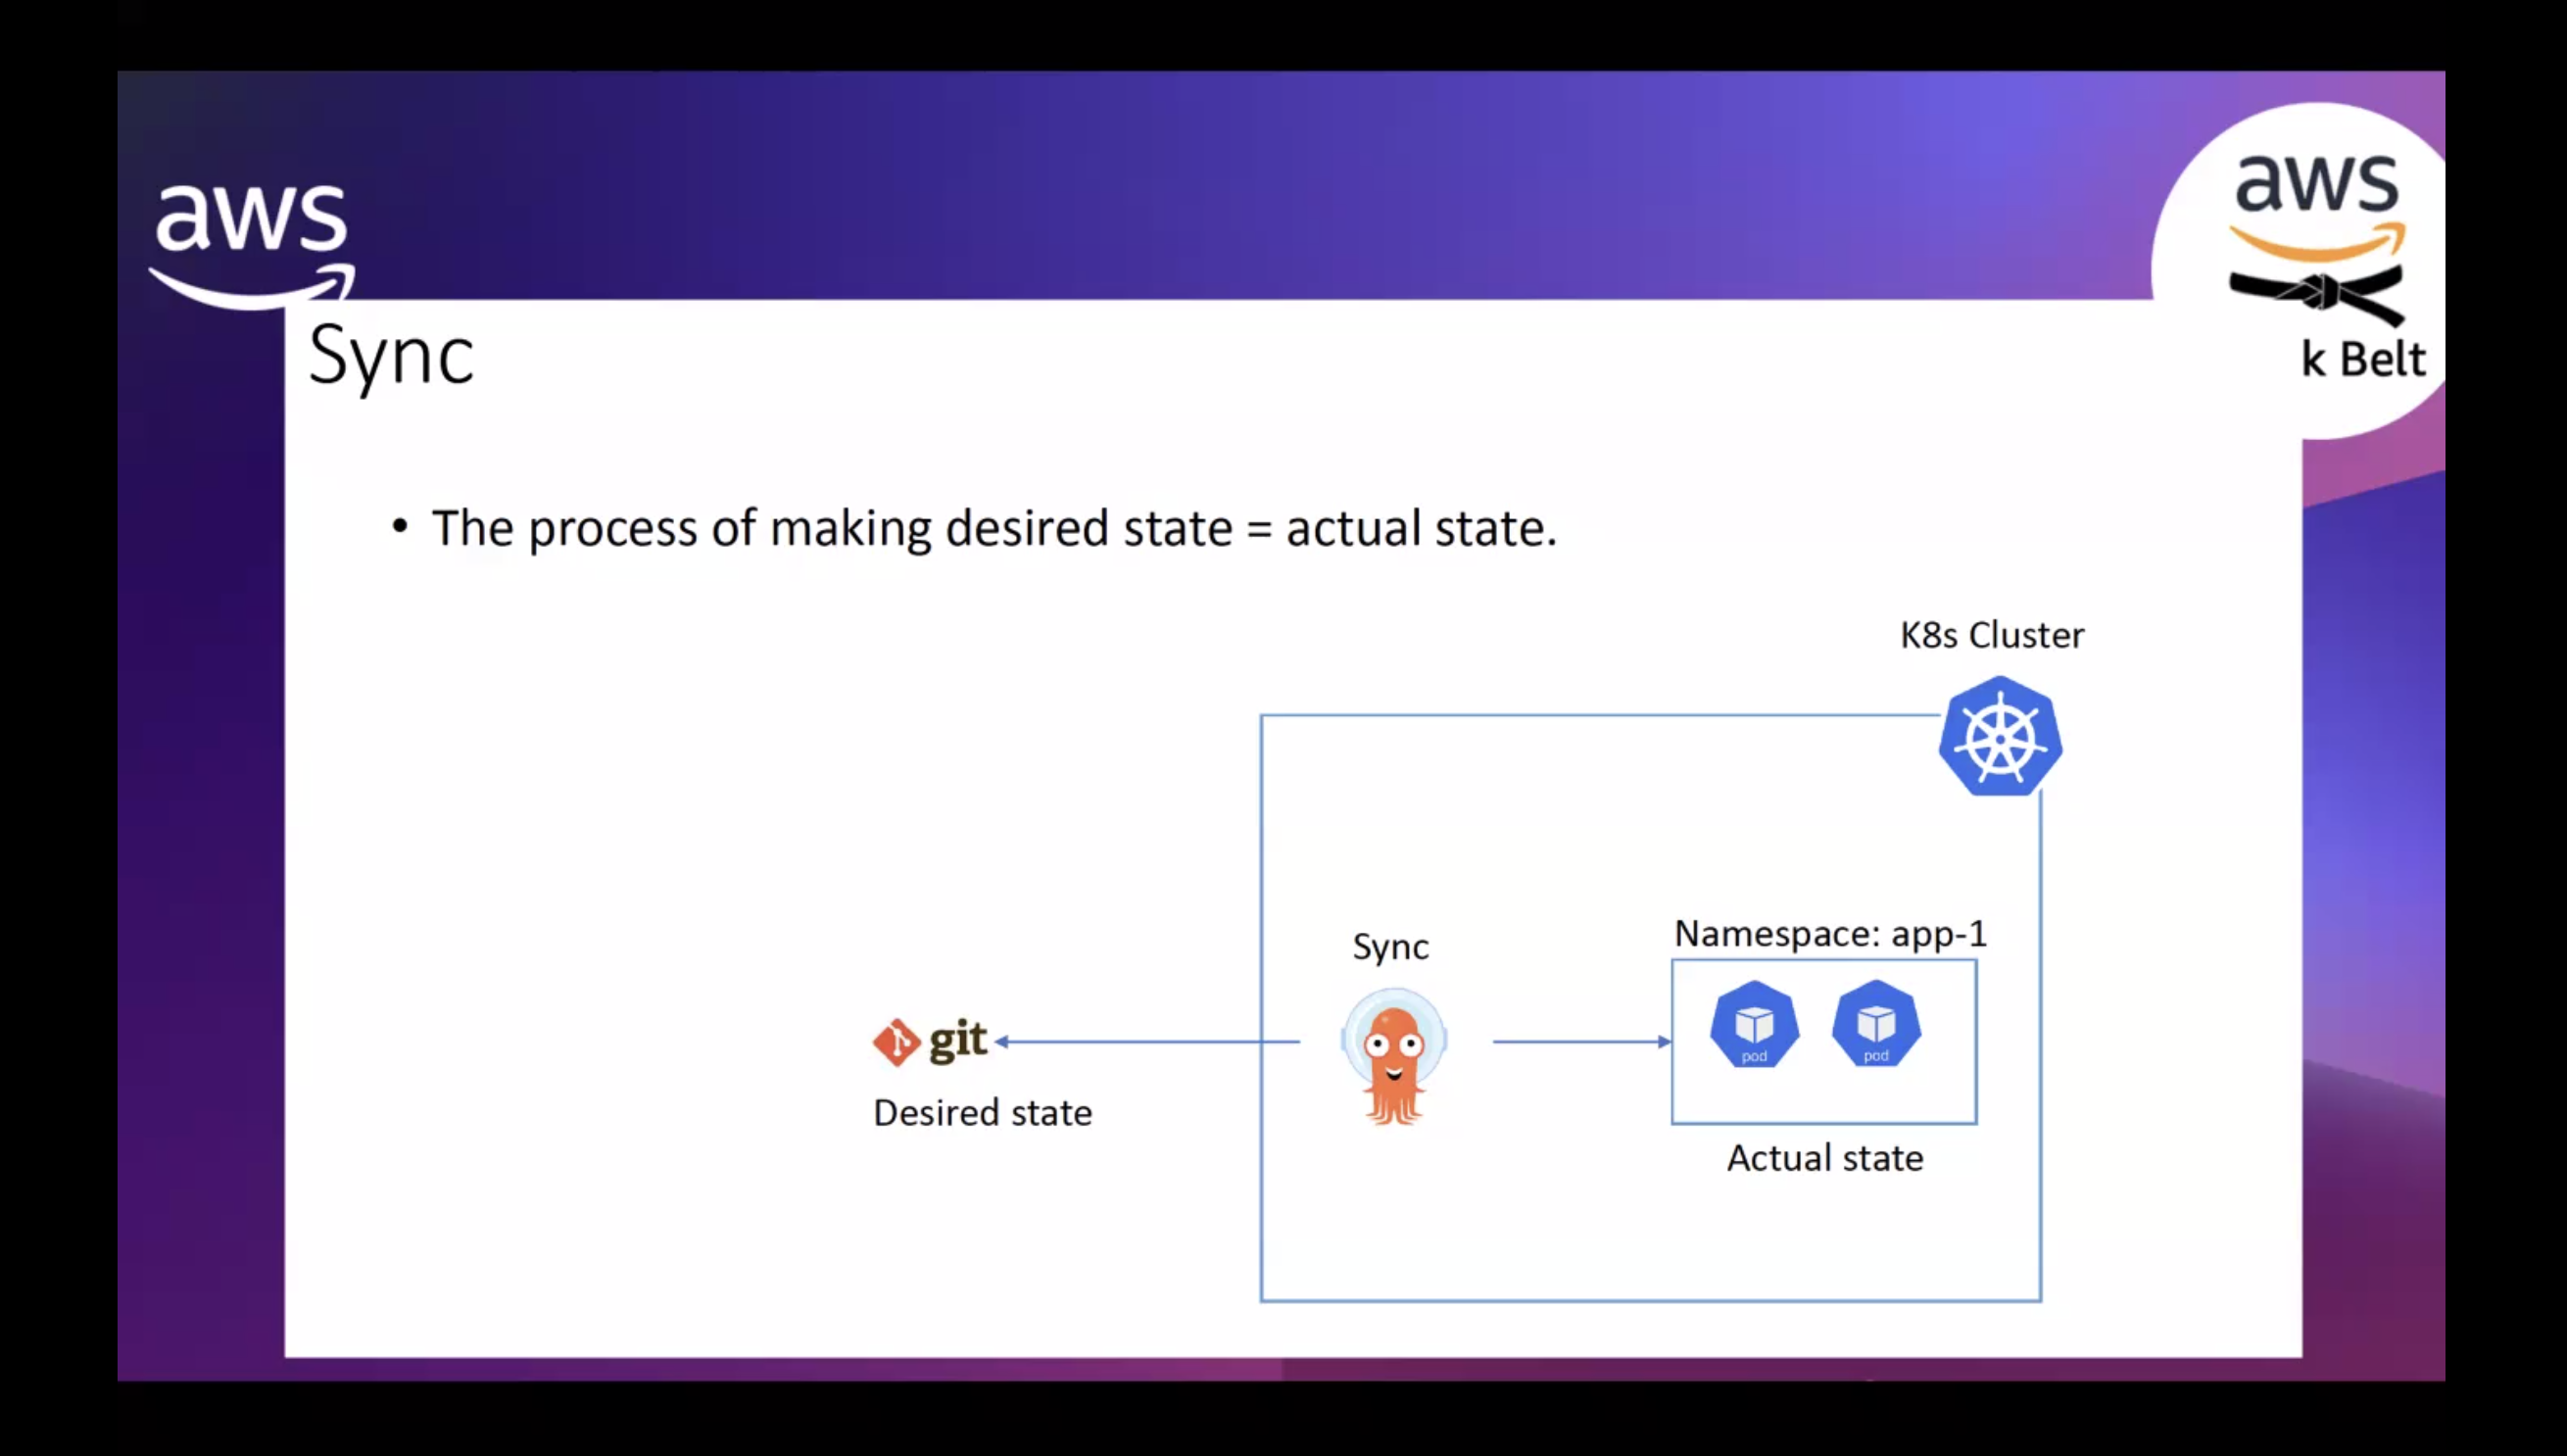 aws
aws
k Belt
Sync
• The process of making desired state = actual state.
K8s Cluster
Namespace: app-1
Sync
pod pod
git
Desired state
Actual state